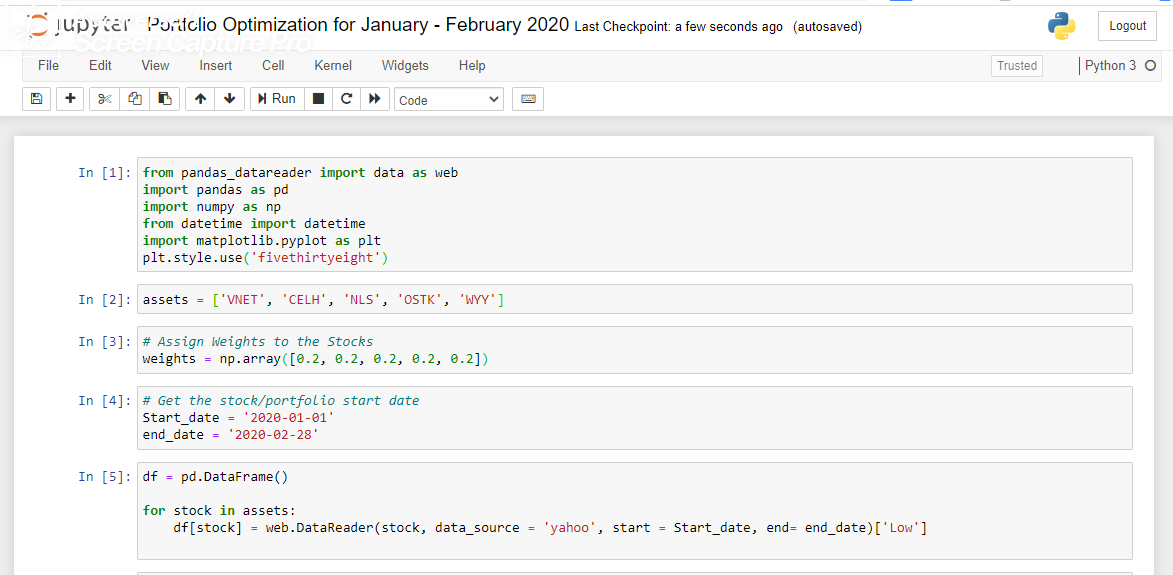 jupyter Portfolio Optimization for January - February 2020 Last Checkpoint: a few seconds ago (autosaved)
Logout
Screen Capture Pro
File Edit View Insert Cell Kernel Widgets Help
Trusted
Python 3
Run
Code
In [1]:
from pandas_datareader import data as web
import pandas as pd
import numpy as np
from datetime import datetime
import matplotlib.pyplot as plt
plt.style.use('fivethirtyeight')
In [2]:
assets = ['VNET', 'CELH', 'NLS', 'OSTK', 'WYY']
In [3]:
# Assign Weights to the Stocks
weights = np.array([0.2, 0.2, 0.2, 0.2, 0.2])
In [4]:
# Get the stock/portfolio start date
Start_date = '2020-01-01'
end_date = '2020-02-28'
In [5]:
df = pd.DataFrame()
for stock in assets:
    df[stock] = web.DataReader(stock, data_source = 'yahoo', start = Start_date, end= end_date)['Low']